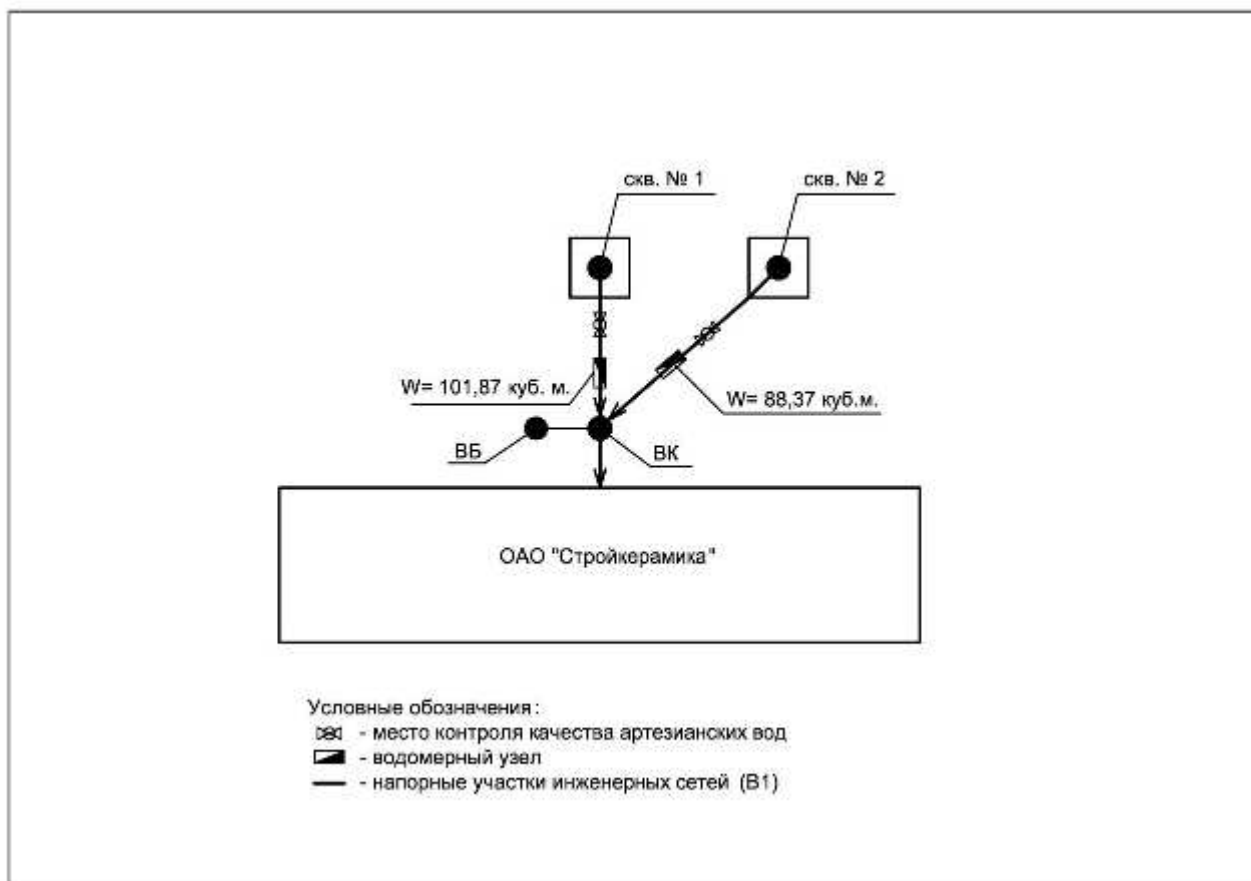 скв. № 1
скв. № 2
W= 101,87 куб. м.
W= 88,37 куб.м.
ВБ
ВК
ОАО "Стройкерамика"
Условные обозначения:
- место контроля качества артезианских вод
- водомерный узел
- напорные участки инженерных сетей (В1)